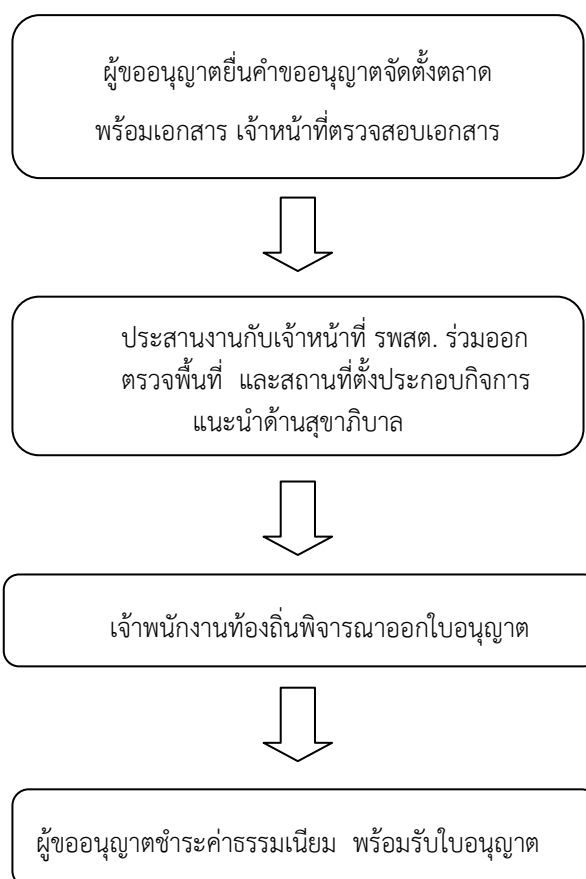 ผู้ขออนุญาตยื่นคำขออนุญาตจัดตั้งตลาด
พร้อมเอกสาร เจ้าหน้าที่ตรวจสอบเอกสาร
ประสานงานกับเจ้าหน้าที่ รพสต. ร่วมออก
ตรวจพื้นที่ และสถานที่ตั้งประกอบกิจการ
แนะนำด้านสุขาภิบาล
เจ้าพนักงานท้องถิ่นพิจารณาออกใบอนุญาต
ผู้ขออนุญาตชำระค่าธรรมเนียม พร้อมรับใบอนุญาต